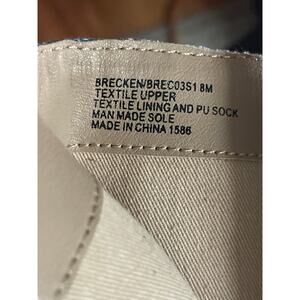 BRECKEN/BREC03S1 8M
TEXTILE UPPER
TEXTILE LINING AND PU SOCK
MAN MADE SOLE
MADE IN CHINA 1586